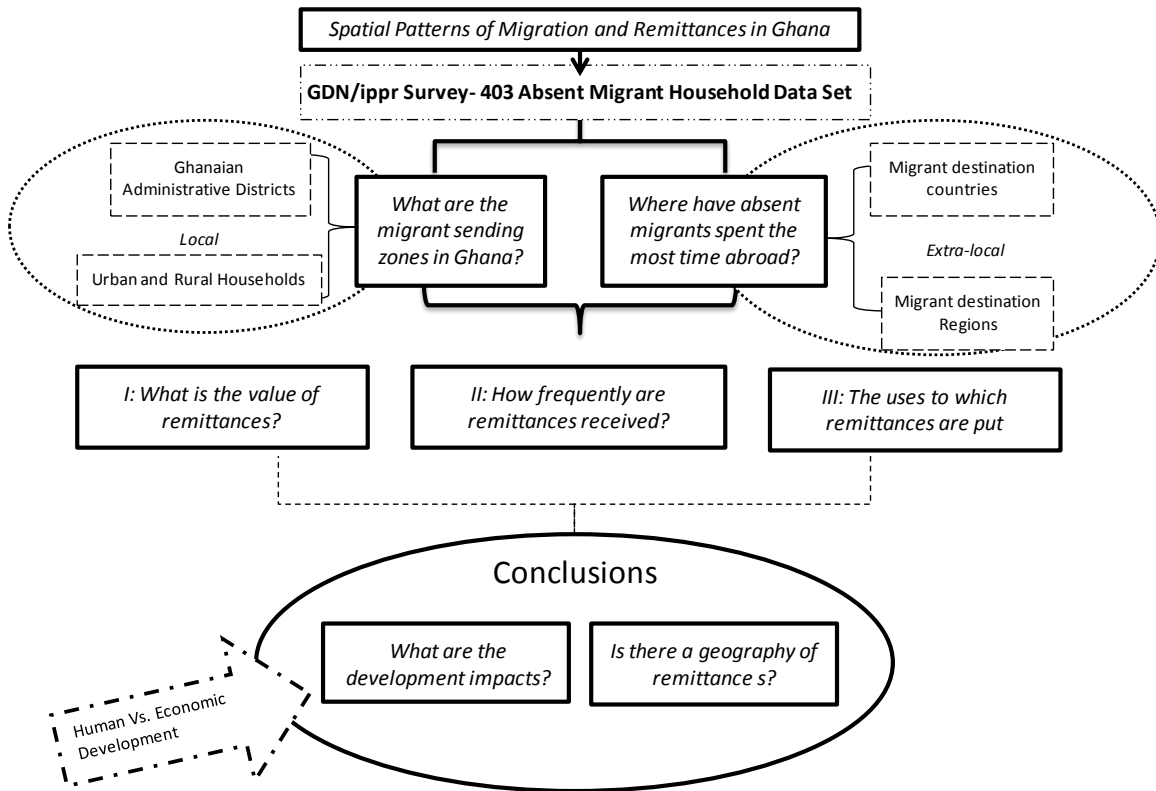 Spatial Patterns of Migration and Remittances in Ghana
GDN/ippr Survey- 403 Absent Migrant Household Data Set
Ghanaian
Administrative Districts
Local
Urban and Rural Households
What are the
migrant sending
zones in Ghana?
Where have absent
migrants spent the
most time abroad?
Migrant destination
countries
Extra-local
Migrant destination
Regions
I: What is the value of
remittances?
II: How frequently are
remittances received?
III: The uses to which
remittances are put
Conclusions
What are the
development impacts?
Is there a geography of
remittance s?
Human Vs. Economic
Development